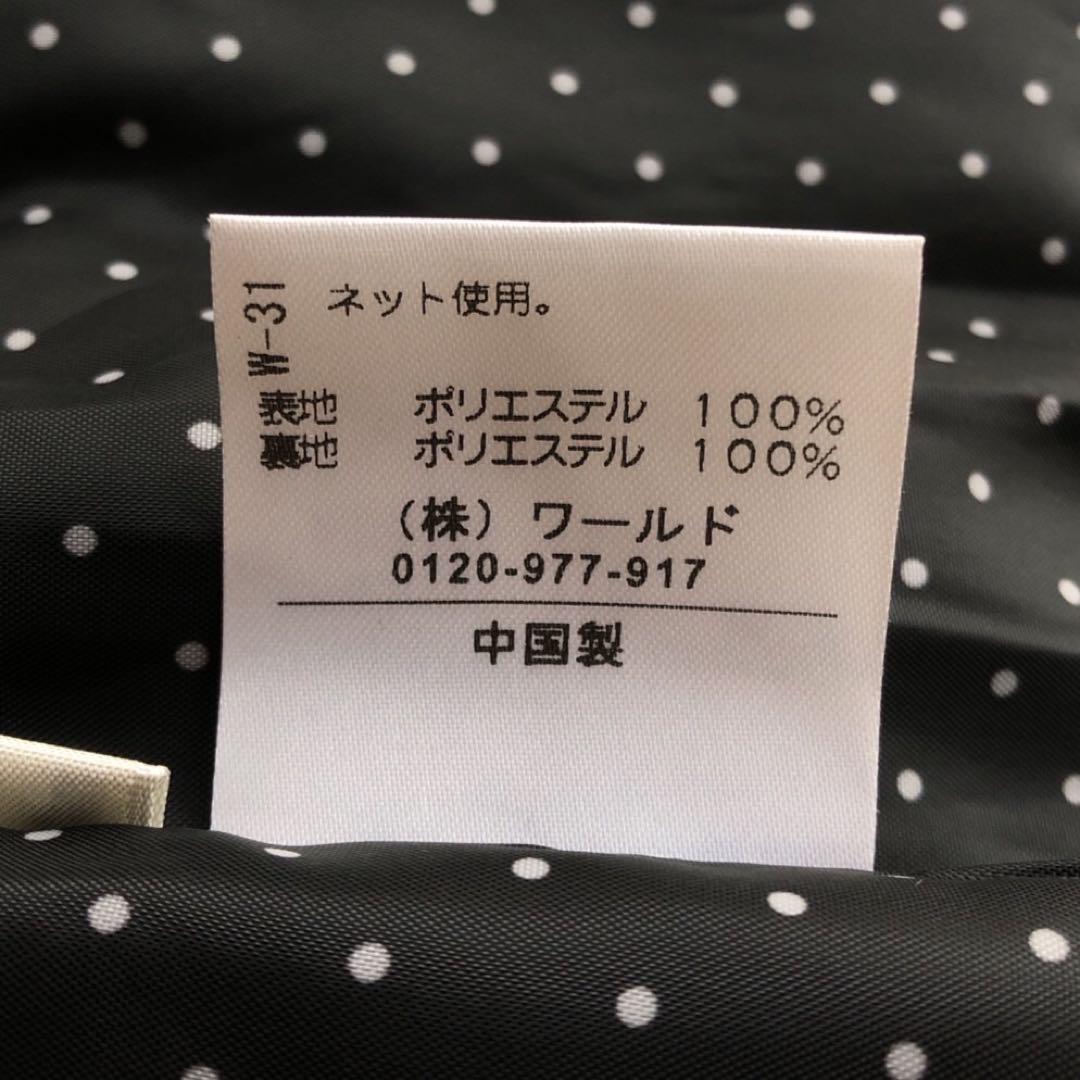 W-31
ネット使用。
表地 ポリエステル 100%
裏地 ポリエステル 100%
（株）ワールド
0120-977-917
中国製